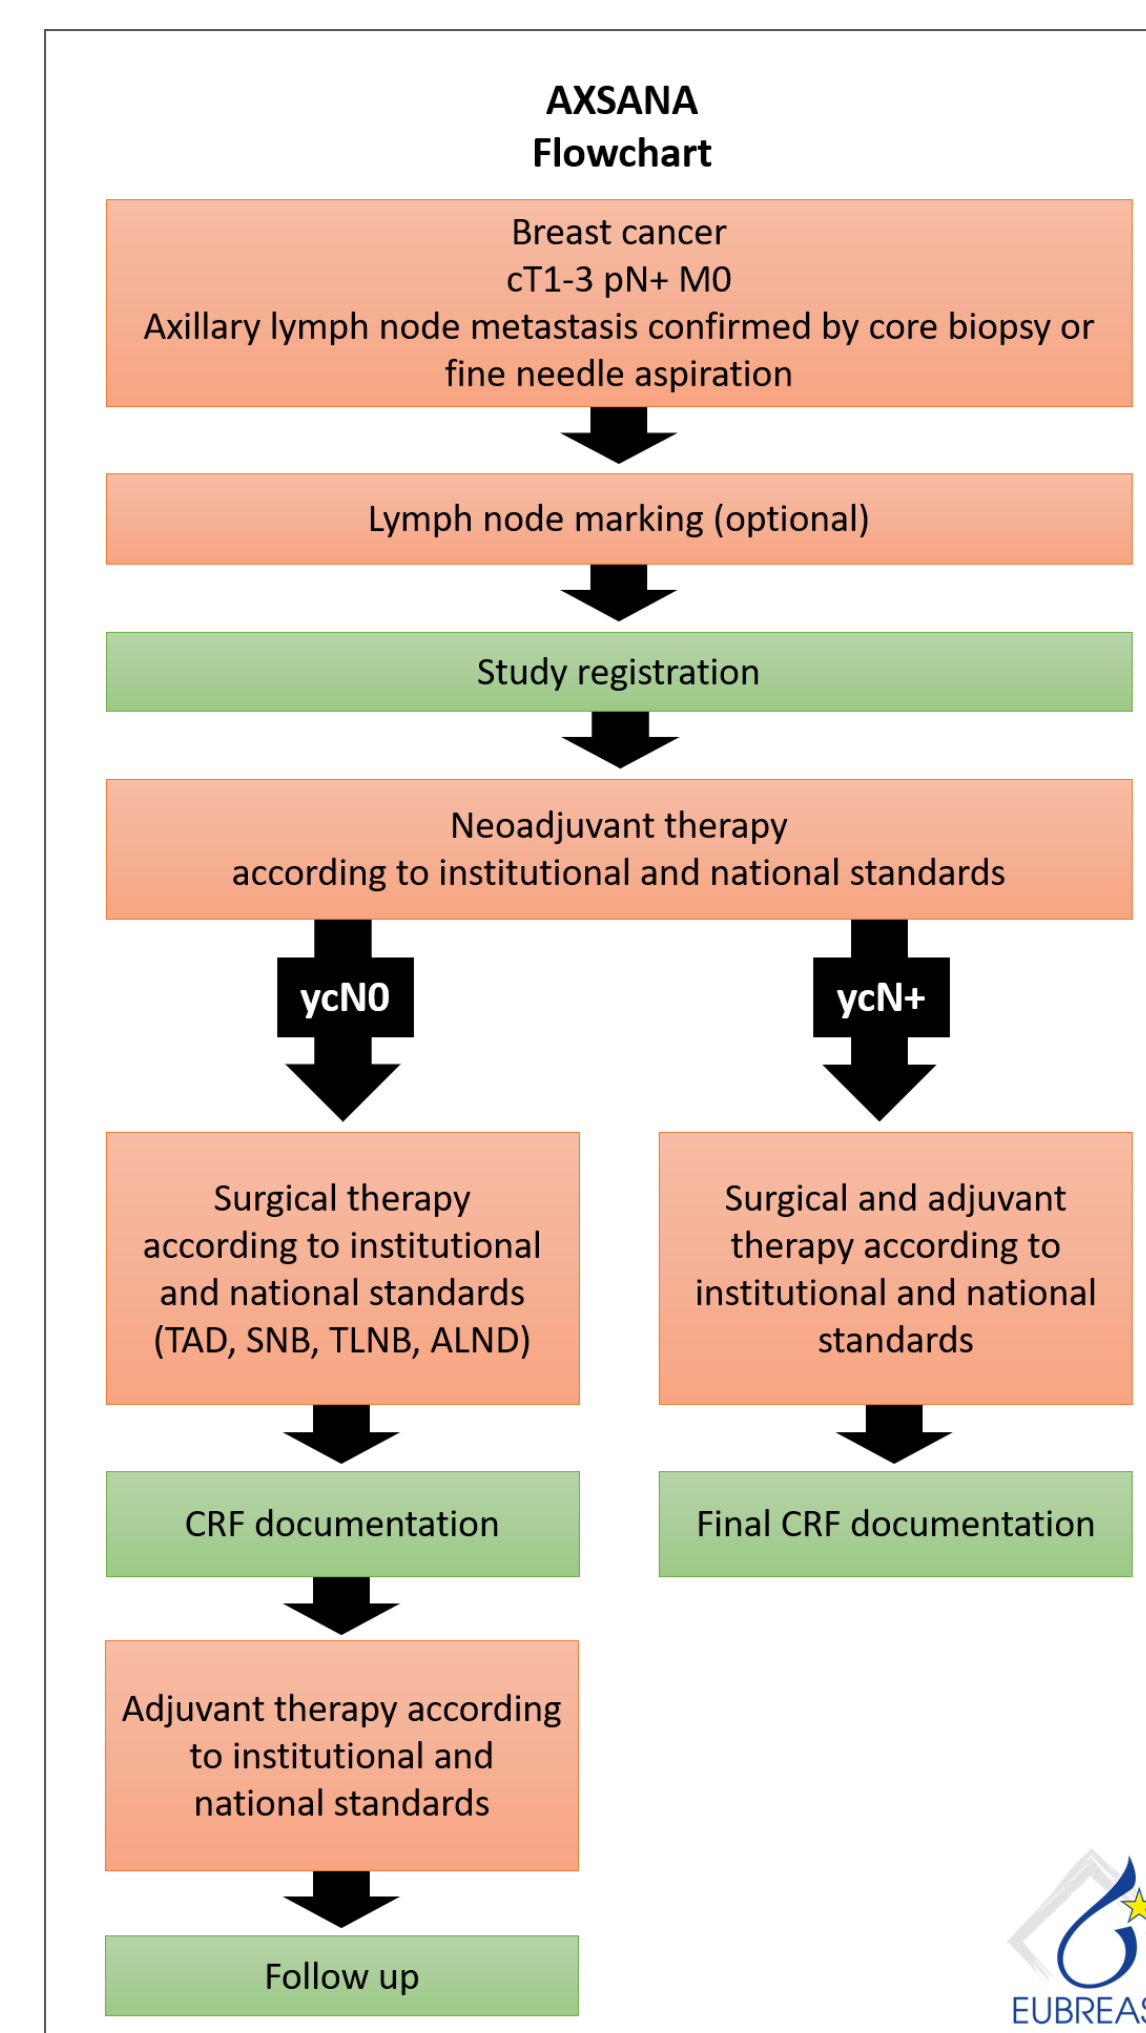 AXSANA
Flowchart
Breast cancer
cT1-3 pN+ M0
Axillary lymph node metastasis confirmed by core biopsy or
fine needle aspiration
Lymph node marking (optional)
Study registration
Neoadjuvant therapy
according to institutional and national standards
ycN0
ycN+
Surgical therapy
according to institutional
and national standards
(TAD, SNB, TLNB, ALND)
Surgical and adjuvant
therapy according to
institutional and national
standards
CRF documentation
Final CRF documentation
Adjuvant therapy according
to institutional and
national standards
Follow up
EUBREAS